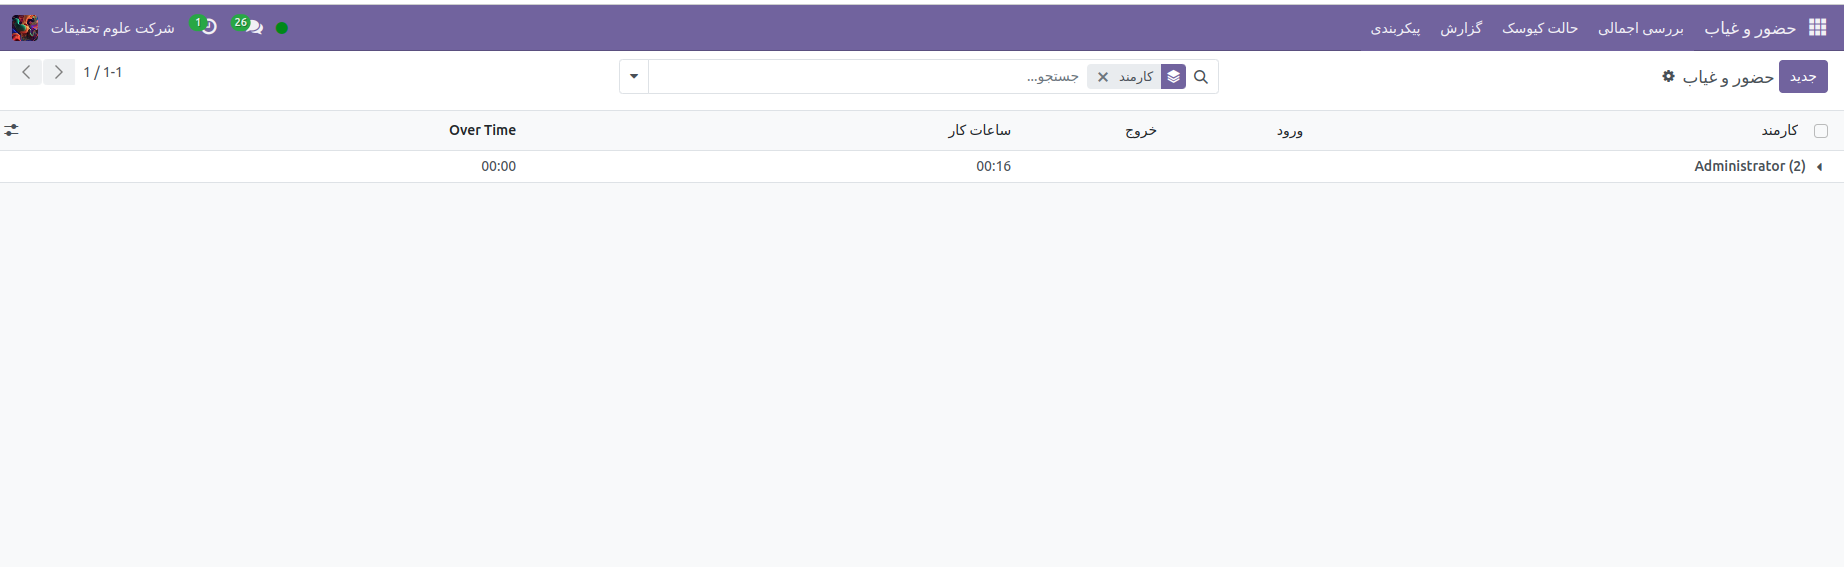 حضور و غیاب بررسی اجمالی حالت کیوسک گزارش پیکربندی 26 1 شرکت علوم تحقیقات
جدید حضور و غیاب کارمند جستجو... 1-1 / 1
کارمند ورود خروج ساعات کار Over Time
Administrator (2) 00:16 00:00